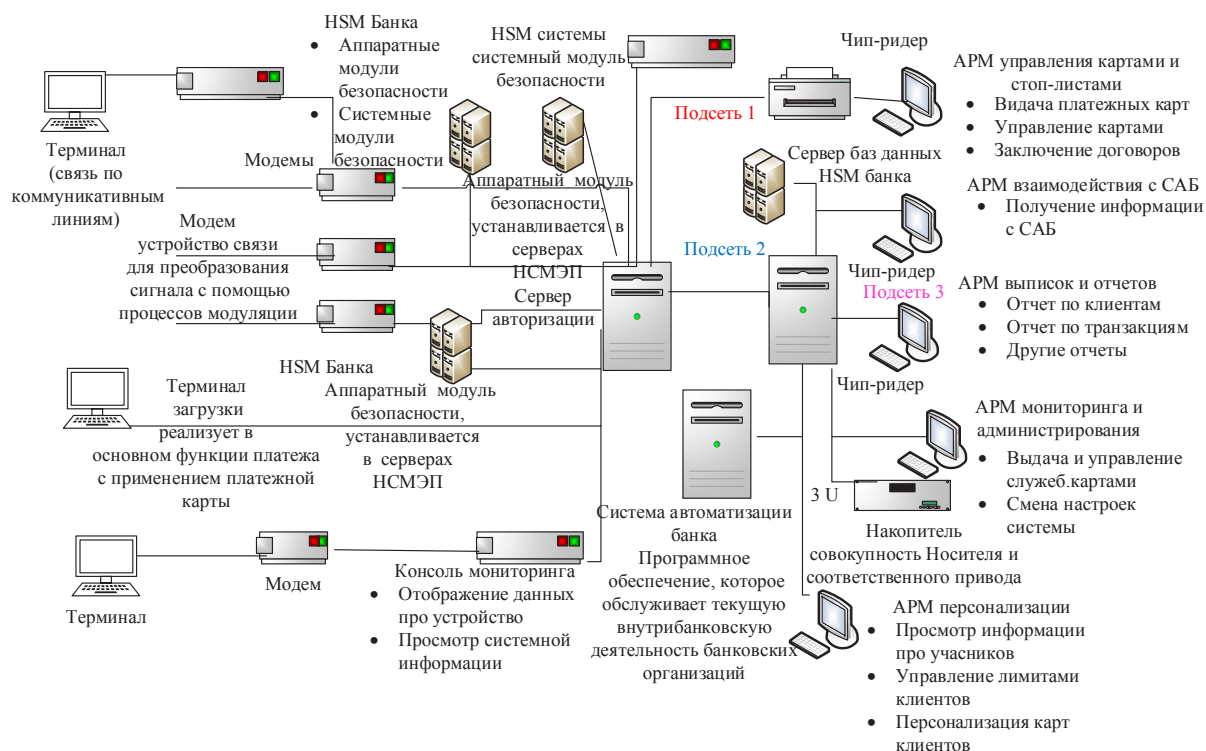 HSM Банка
• Аппаратные
модули
безопасности
• Системные
модули
безопасности
HSM системы
системный модуль
безопасности
Чип-ридер
АРМ управления картами и
стоп-листами
• Видача платежных карт
• Управление картами
• Заключение договоров
Подсеть 1
Терминал
(связь по
коммуникативным
линиям)
Модемы
Аппаратный модуль
безопасности,
устанавливается в
серверах
НСМЭП
Сервер
авторизации
Сервер баз данных
HSM банка
АРМ взаимодействия с САБ
• Получение информации
с САБ
Модем
устройство связи
для преобразования
сигнала с помощью
процессов модуляции
Подсеть 2
Чип-ридер
Подсеть 3
АРМ выписок и отчетов
• Отчет по клиентам
• Отчет по транзакциям
• Другие отчеты
Чип-ридер
HSM Банка
Аппаратный модуль
безопасности,
устанавливается
в серверах
НСМЭП
Терминал
загрузки
реализует в
основном функции платежа
с применением платежной
карты
АРМ мониторинга и
администрирования
• Выдача и управление
служеб.картами
• Смена настроек
системы
3 U
Накопитель
совокупность Носителя и
соответственного привода
Система автоматизации
банка
Программное
обеспечение, которое
обслуживает текущую
внутрибанковскую
деятельность банковских
организаций
Терминал
Модем
Консоль мониторинга
• Отображение данных
про устройство
• Просмотр системной
информации
АРМ персонализации
• Просмотр информации
про учасников
• Управление лимитами
клиентов
• Персонализация карт
клиентов